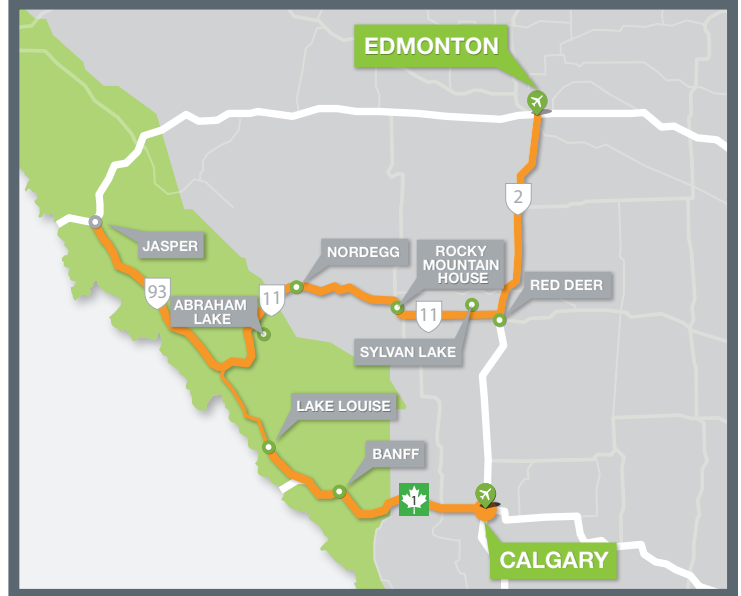 EDMONTON
2
JASPER
NORDEGG
ROCKY
MOUNTAIN
HOUSE
RED DEER
93
ABRAHAM
LAKE
11
11
SYLVAN LAKE
LAKE LOUISE
BANFF
1
CALGARY